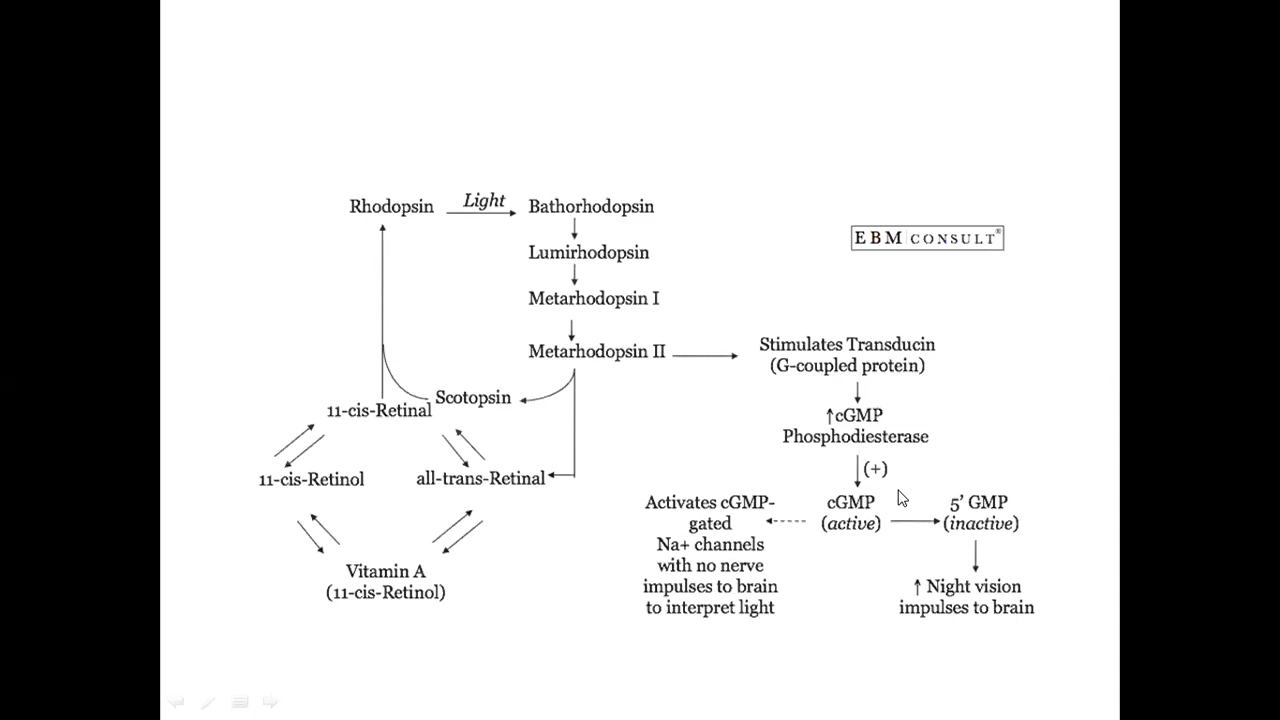 Rhodopsin
Light
Bathorhodopsin
Lumirhodopsin
EBM CONSULT®
Metarhodopsin I
Metarhodopsin II
Stimulates Transducin
(G-coupled protein)
Scotopsin
11-cis-Retinal
↑cGMP
Phosphodiesterase
(+)
11-cis-Retinol
all-trans-Retinal
Activates cGMP-
gated
Na+ channels
with no nerve
impulses to brain
to interpret light
cGMP
(active)
5’ GMP
(inactive)
Vitamin A
(11-cis-Retinol)
↑ Night vision
impulses to brain